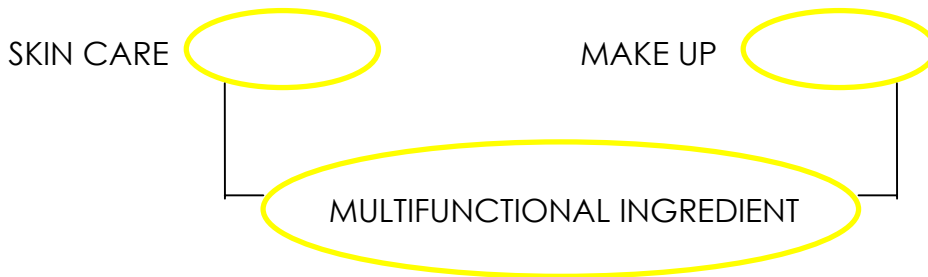 SKIN CARE MAKE UP
MULTIFUNCTIONAL INGREDIENT